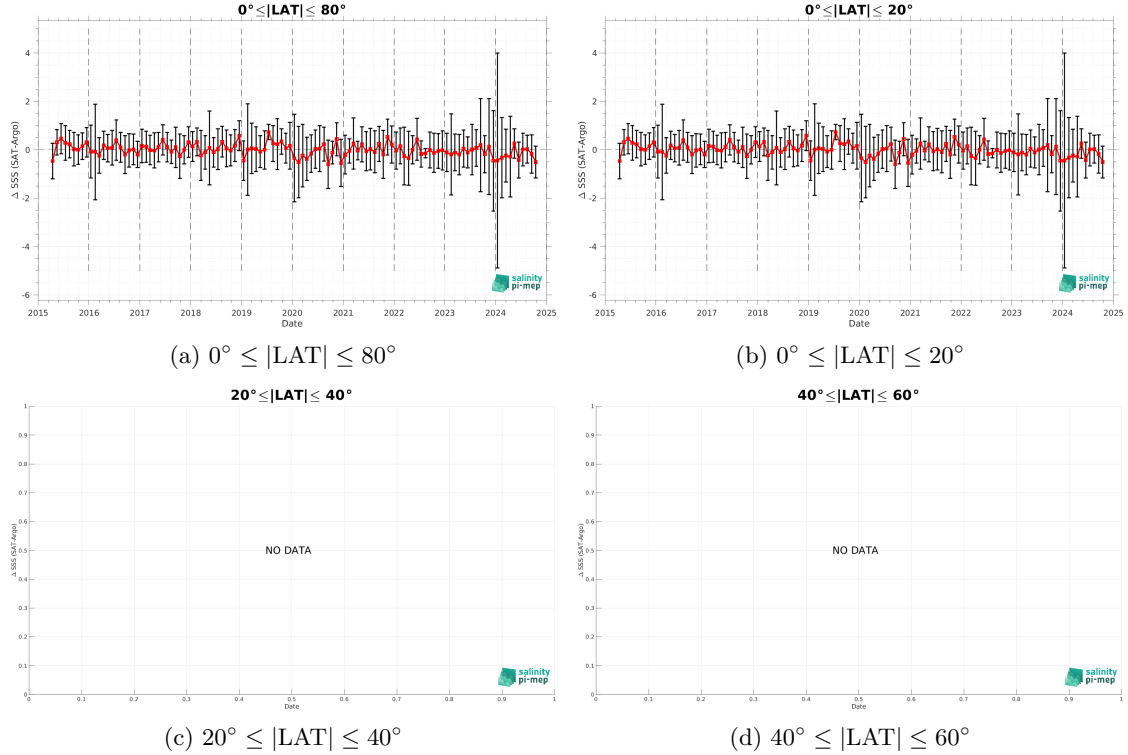 0°≤|LAT|≤ 80°
Δ SSS (SAT-Argo)
4
2
0
-2
-4
-6
2015 2016 2017 2018 2019 2020 2021 2022 2023 2024 2025
Date
salinity
pi-mep
(a) 0° ≤ |LAT| ≤ 80°
0°≤|LAT|≤ 20°
Δ SSS (SAT-Argo)
4
2
0
-2
-4
-6
2015 2016 2017 2018 2019 2020 2021 2022 2023 2024 2025
Date
salinity
pi-mep
(b) 0° ≤ |LAT| ≤ 20°
20°≤|LAT|≤ 40°
Δ SSS (SAT-Argo)
1
0.9
0.8
0.7
0.6
0.5
0.4
0.3
0.2
0.1
0
NO DATA
0 0.1 0.2 0.3 0.4 0.5 0.6 0.7 0.8 0.9 1
Date
salinity
pi-mep
(c) 20° ≤ |LAT| ≤ 40°
40°≤|LAT|≤ 60°
Δ SSS (SAT-Argo)
1
0.9
0.8
0.7
0.6
0.5
0.4
0.3
0.2
0.1
0
NO DATA
0 0.1 0.2 0.3 0.4 0.5 0.6 0.7 0.8 0.9 1
Date
salinity
pi-mep
(d) 40° ≤ |LAT| ≤ 60°